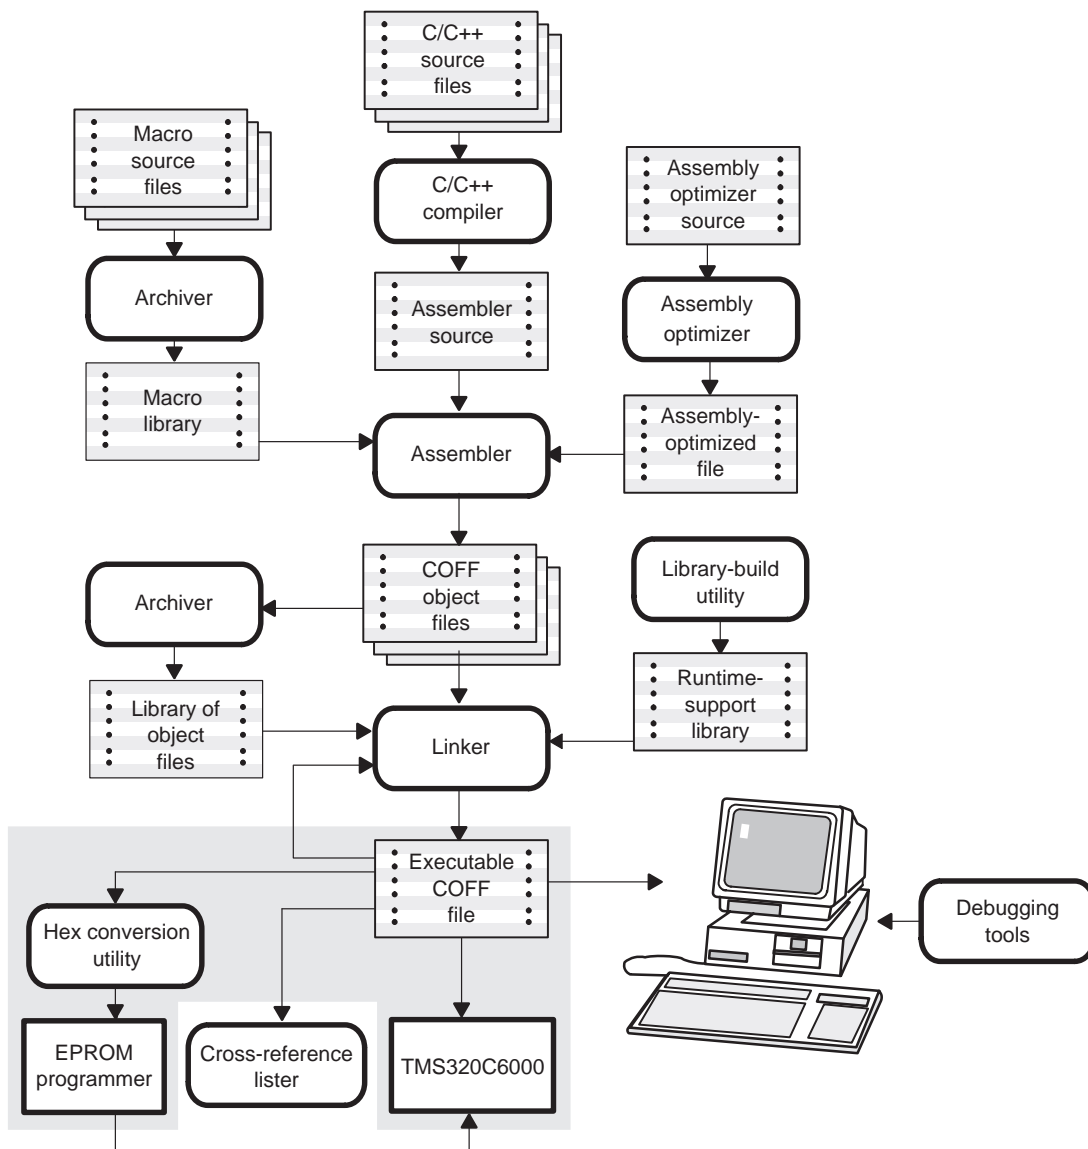 C/C++
source
files
Macro
source
files
C/C++
compiler
Assembly
optimizer
source
Archiver
Assembler
source
Assembly
optimizer
Macro
library
Assembler
Assembly-
optimized
file
Archiver
COFF
object
files
Library-build
utility
Library of
object
files
Linker
Runtime-
support
library
Executable
COFF
file
Debugging
tools
Hex conversion
utility
EPROM
programmer
Cross-reference
lister
TMS320C6000